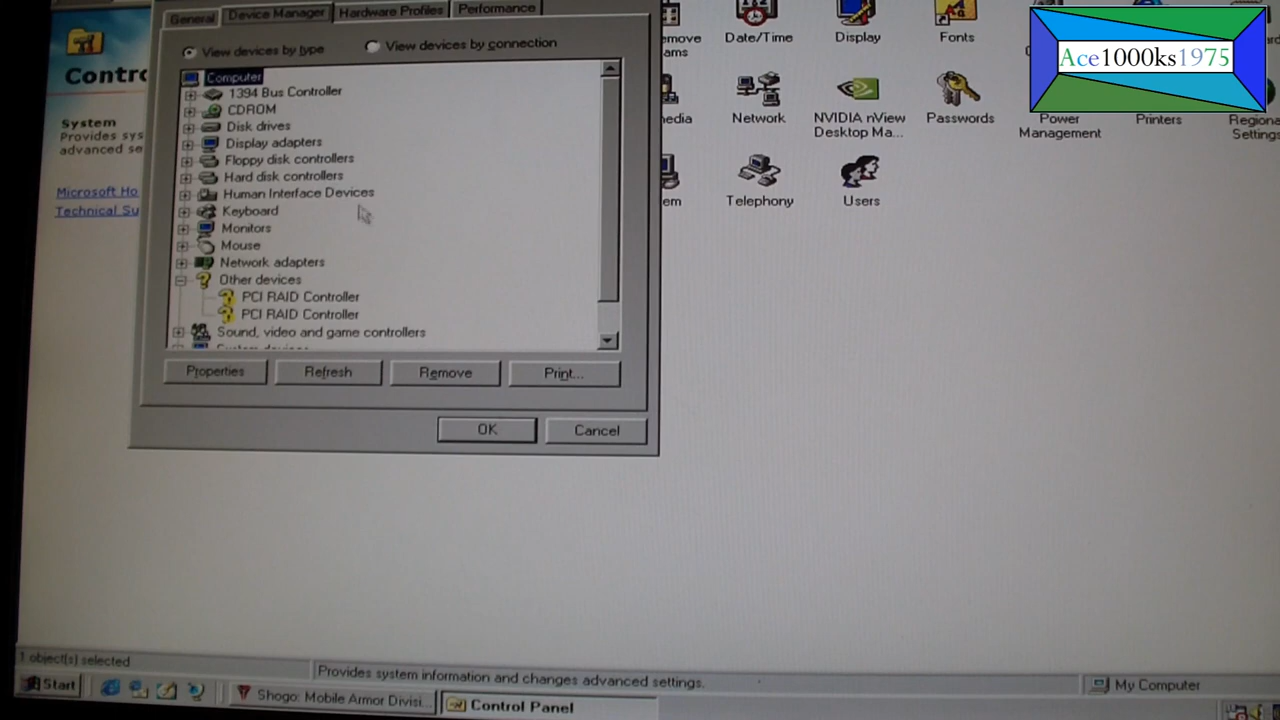 General Device Manager Hardware Profiles Performance
View devices by type View devices by connection
Computer
1394 Bus Controller
CDROM
Disk drives
Display adapters
Floppy disk controllers
Hard disk controllers
Human Interface Devices
Keyboard
Monitors
Mouse
Network adapters
Other devices
PCI RAID Controller
PCI RAID Controller
Sound, video and game controllers
Properties Refresh Remove Print...
OK Cancel
Contro
System
Provides sys
advanced se
Microsoft Ho
Technical Su
emove
ams
Date/Time
Display
Fonts
media
Network
NVIDIA nView
Desktop Ma...
Passwords
Power
Management
Printers
Regional
Settings
em
Telephony
Users
Ace1000ks1975
1 object(s) selected
Provides system information and changes advanced settings.
My Computer
Start
Shogo: Mobile Armor Divisi...
Control Panel